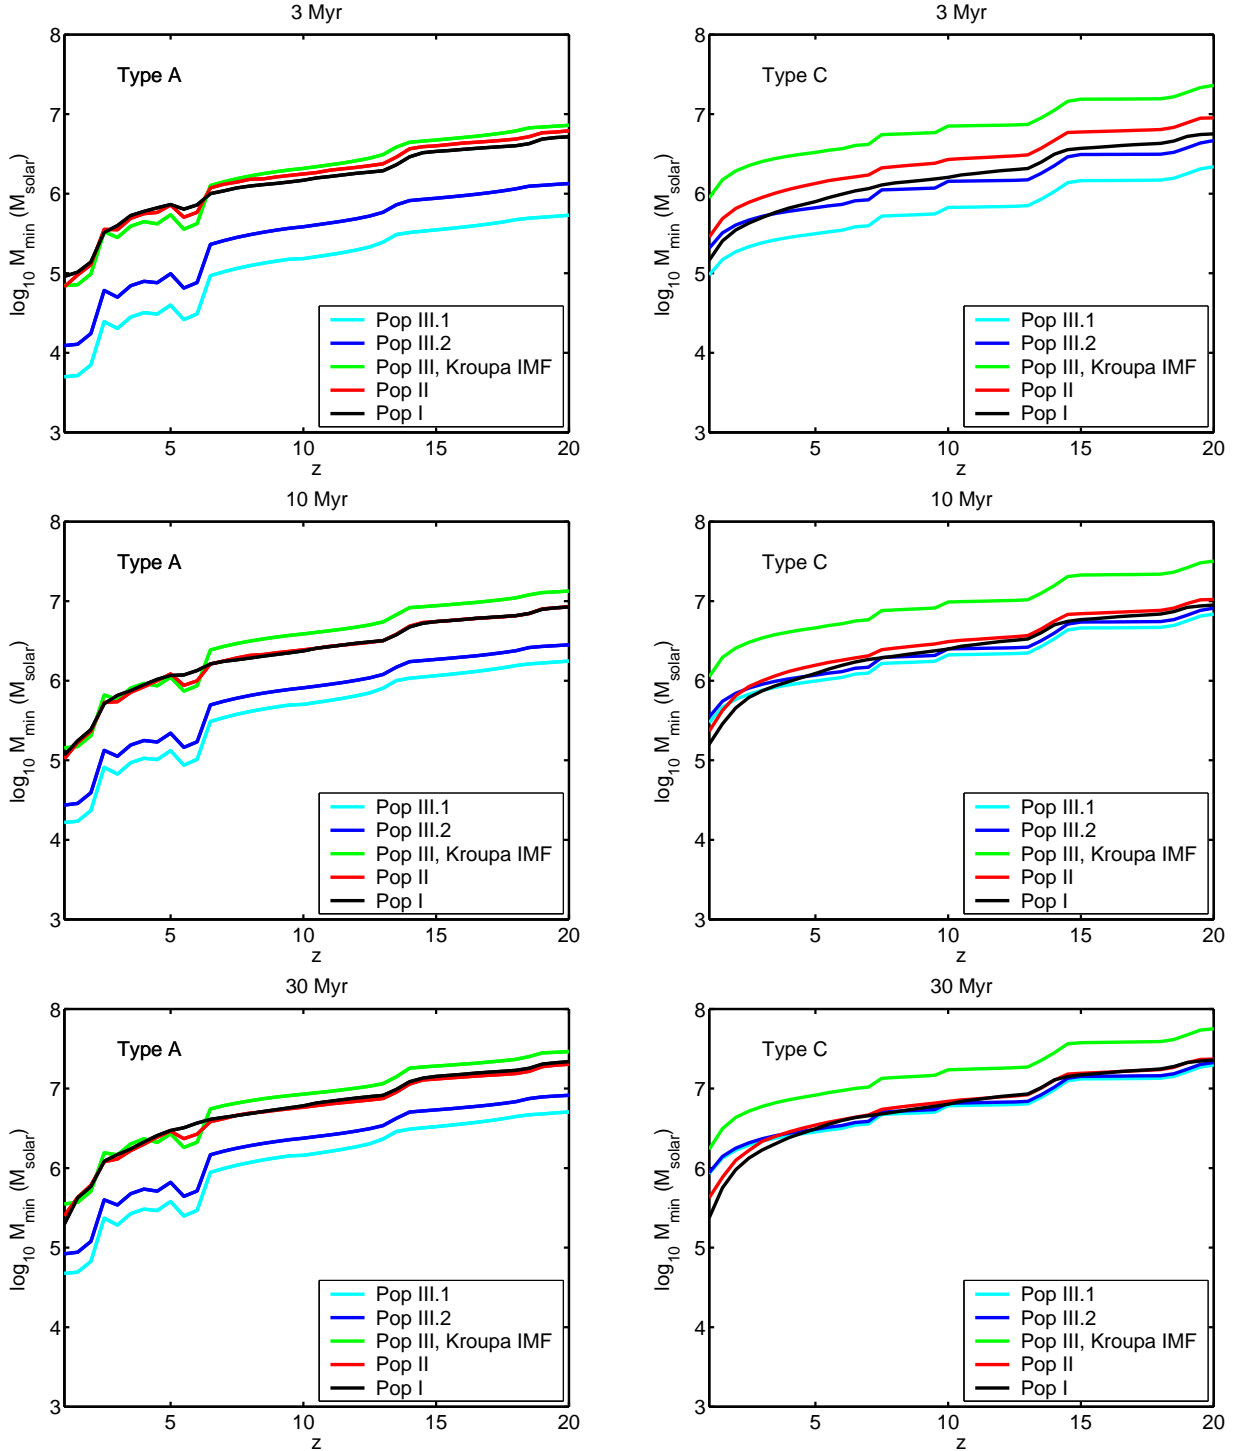 3 Myr
8
7
6
5
4
3
log10 Mmin (Msolar)
Type A
Pop III.1
Pop III.2
Pop III, Kroupa IMF
Pop II
Pop I
5 10 15 20
z
3 Myr
8
7
6
5
4
3
log10 Mmin (Msolar)
Type C
Pop III.1
Pop III.2
Pop III, Kroupa IMF
Pop II
Pop I
5 10 15 20
z
10 Myr
8
7
6
5
4
3
log10 Mmin (Msolar)
Type A
Pop III.1
Pop III.2
Pop III, Kroupa IMF
Pop II
Pop I
5 10 15 20
z
10 Myr
8
7
6
5
4
3
log10 Mmin (Msolar)
Type C
Pop III.1
Pop III.2
Pop III, Kroupa IMF
Pop II
Pop I
5 10 15 20
z
30 Myr
8
7
6
5
4
3
log10 Mmin (Msolar)
Type A
Pop III.1
Pop III.2
Pop III, Kroupa IMF
Pop II
Pop I
5 10 15 20
z
30 Myr
8
7
6
5
4
3
log10 Mmin (Msolar)
Type C
Pop III.1
Pop III.2
Pop III, Kroupa IMF
Pop II
Pop I
5 10 15 20
z